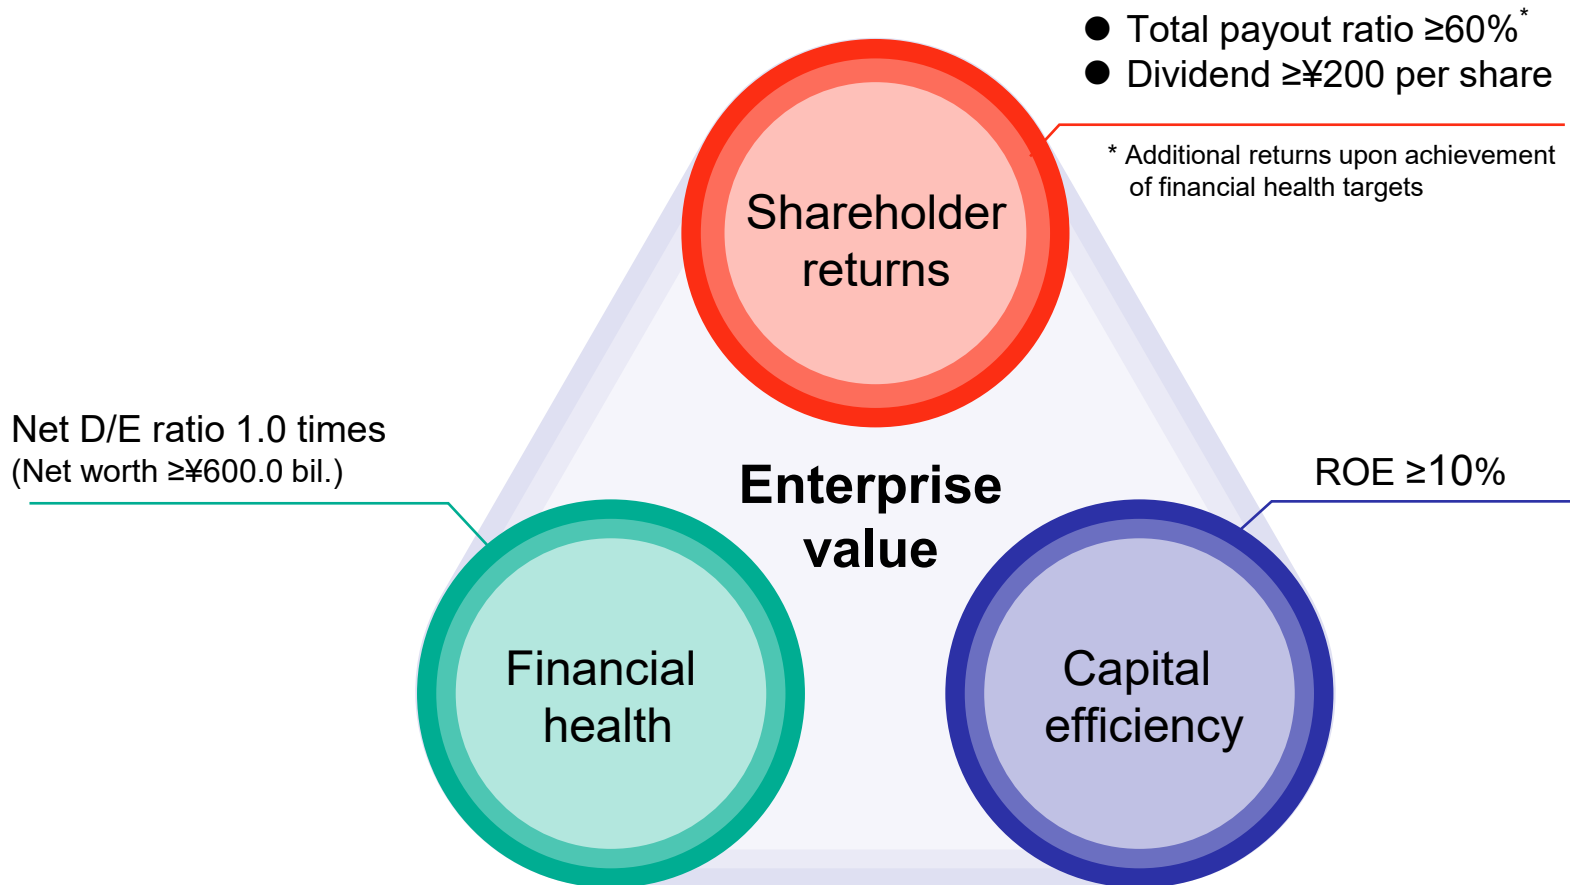 ● Total payout ratio ≥60%*
● Dividend ≥¥200 per share
* Additional returns upon achievement
of financial health targets
Shareholder
returns
Net D/E ratio 1.0 times
(Net worth ≥¥600.0 bil.)
Enterprise
value
ROE ≥10%
Financial
health
Capital
efficiency